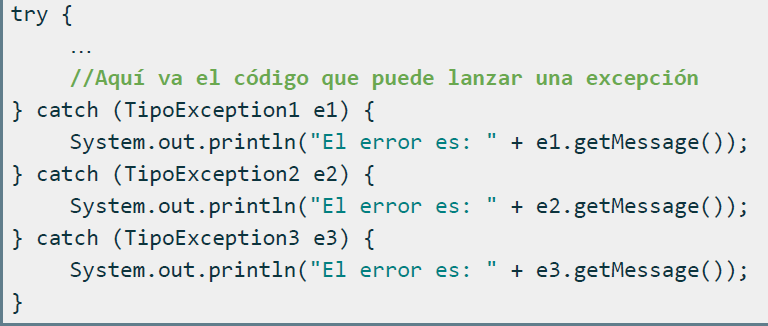 try {
…
//Aquí va el código que puede lanzar una excepción
} catch (TipoException1 e1) {
System.out.println("El error es: " + e1.getMessage());
} catch (TipoException2 e2) {
System.out.println("El error es: " + e2.getMessage());
} catch (TipoException3 e3) {
System.out.println("El error es: " + e3.getMessage());
}